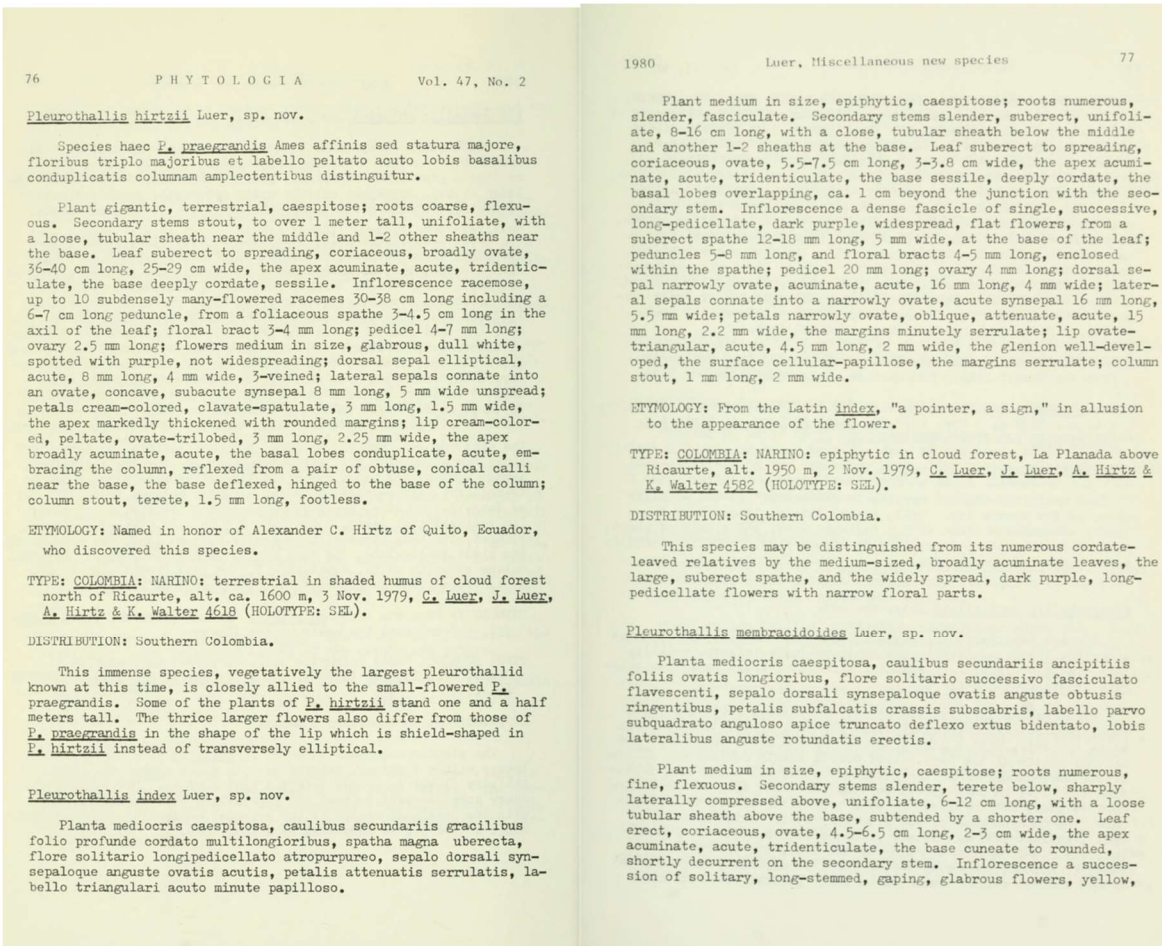 76 PHYTOLOGIA Vol. 47, No. 2
Pleurothallis hirtzii Luer, sp. nov.
Species haec P. praegrandis Ames affinis sed statura majore,
floribus triplo majoribus et labello peltato acuto lobis basalibus
conduplicatis columnam amplectentibus distinguitur.
Plant gigantic, terrestrial, caespitose; roots coarse, flexu-
ous. Secondary stems stout, to over 1 meter tall, unifoliate, with
a loose, tubular sheath near the middle and 1-2 other sheaths near
the base. Leaf suberect to spreading, coriaceous, broadly ovate,
36-40 cm long, 25-29 cm wide, the apex acuminate, acute, tridentic-
ulate, the base deeply cordate, sessile. Inflorescence racemose,
up to 10 subdensely many-flowered racemes 30-38 cm long including a
6-7 cm long peduncle, from a foliaceous spathe 3-4.5 cm long in the
axil of the leaf; floral bract 3-4 mm long; pedicel 4-7 mm long;
ovary 2.5 mm long; flowers medium in size, glabrous, dull white,
spotted with purple, not widespreading; dorsal sepal elliptical,
acute, 8 mm long, 4 mm wide, 3-veined; lateral sepals connate into
an ovate, concave, subacute synsepal 8 mm long, 5 mm wide unspread;
petals cream-colored, clavate-spatulate, 3 mm long, 1.5 mm wide,
the apex markedly thickened with rounded margins; lip cream-color-
ed, peltate, ovate-trilobed, 3 mm long, 2.25 mm wide, the apex
broadly acuminate, acute, the basal lobes conduplicate, acute, em-
bracing the column, reflexed from a pair of obtuse, conical calli
near the base, the base deflexed, hinged to the base of the column;
column stout, terete, 1.5 mm long, footless.
ETYMOLOGY: Named in honor of Alexander C. Hirtz of Quito, Ecuador,
who discovered this species.
TYPE: COLOMBIA: NARINO: terrestrial in shaded humus of cloud forest
north of Ricaurte, alt. ca. 1600 m, 3 Nov. 1979, C. Luer, J. Luer,
A. Hirtz & K. Walter 4618 (HOLOTYPE: SEL).
DISTRIBUTION: Southern Colombia.
This immense species, vegetatively the largest pleurothallid
known at this time, is closely allied to the small-flowered P.
praegrandis. Some of the plants of P. hirtzii stand one and a half
meters tall. The thrice larger flowers also differ from those of
P. praegrandis in the shape of the lip which is shield-shaped in
P. hirtzii instead of transversely elliptical.
Pleurothallis index Luer, sp. nov.
Planta mediocris caespitosa, caulibus secundariis gracilibus
folio profunde cordato multilongioribus, spatha magna uberecta,
flore solitario longipedicellato atropurpureo, sepalo dorsali syn-
sepaloque anguste ovatis acutis, petalis attenuatis serrulatis, la-
bello triangulari acuto minute papilloso.
1980 Luer, Miscellaneous new species 77
Plant medium in size, epiphytic, caespitose; roots numerous,
slender, fasciculate. Secondary stems slender, suberect, unifoli-
ate, 8-16 cm long, with a close, tubular sheath below the middle
and another 1-2 sheaths at the base. Leaf suberect to spreading,
coriaceous, ovate, 5.5-7.5 cm long, 3-3.8 cm wide, the apex acumi-
nate, acute, tridenticulate, the base sessile, deeply cordate, the
basal lobes overlapping, ca. 1 cm beyond the junction with the sec-
ondary stem. Inflorescence a dense fascicle of single, successive,
long-pedicellate, dark purple, widespread, flat flowers, from a
suberect spathe 12-18 mm long, 5 mm wide, at the base of the leaf;
peduncles 5-8 mm long, and floral bracts 4-5 mm long, enclosed
within the spathe; pedicel 20 mm long; ovary 4 mm long; dorsal se-
pal narrowly ovate, acuminate, acute, 16 mm long, 4 mm wide; later-
al sepals connate into a narrowly ovate, acute synsepal 16 mm long,
5.5 mm wide; petals narrowly ovate, oblique, attenuate, acute, 15
mm long, 2.2 mm wide, the margins minutely serrulate; lip ovate-
triangular, acute, 4.5 mm long, 2 mm wide, the glenion well-devel-
oped, the surface cellular-papillose, the margins serrulate; column
stout, 1 mm long, 2 mm wide.
ETYMOLOGY: From the Latin index, "a pointer, a sign," in allusion
to the appearance of the flower.
TYPE: COLOMBIA: NARINO: epiphytic in cloud forest, La Planada above
Ricaurte, alt. 1950 m, 2 Nov. 1979, C. Luer, J. Luer, A. Hirtz &
K. Walter 4582 (HOLOTYPE: SEL).
DISTRIBUTION: Southern Colombia.
This species may be distinguished from its numerous cordate-
leaved relatives by the medium-sized, broadly acuminate leaves, the
large, suberect spathe, and the widely spread, dark purple, long-
pedicellate flowers with narrow floral parts.
Pleurothallis membracidoides Luer, sp. nov.
Planta mediocris caespitosa, caulibus secundariis ancipitiis
foliis ovatis longioribus, flore solitario successivo fasciculato
flavescenti, sepalo dorsali synsepaloque ovatis anguste obtusis
ringentibus, petalis subfalcatis crassis subscabris, labello parvo
subquadrato anguloso apice truncato deflexo extus bidentato, lobis
lateralibus anguste rotundatis erectis.
Plant medium in size, epiphytic, caespitose; roots numerous,
fine, flexuous. Secondary stems slender, terete below, sharply
laterally compressed above, unifoliate, 6-12 cm long, with a loose
tubular sheath above the base, subtended by a shorter one. Leaf
erect, coriaceous, ovate, 4.5-6.5 cm long, 2-3 cm wide, the apex
acuminate, acute, tridenticulate, the base cuneate to rounded,
shortly decurrent on the secondary stem. Inflorescence a succes-
sion of solitary, long-stemmed, gaping, glabrous flowers, yellow,